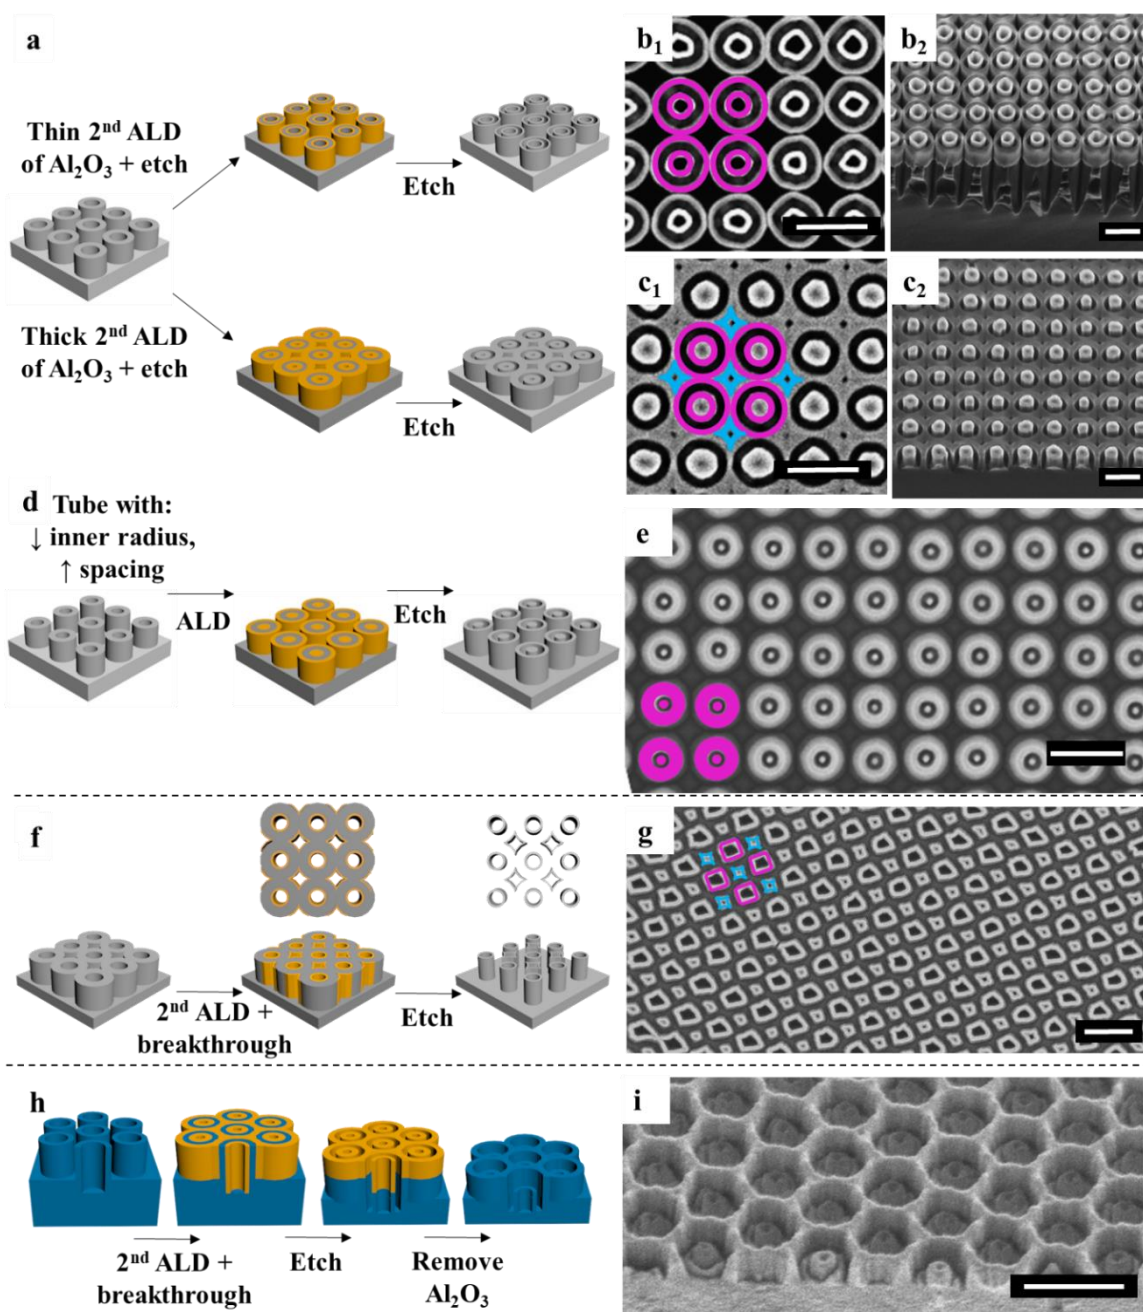 a
Thin 2nd ALD
of Al2O3 + etch
Etch
Thick 2nd ALD
of Al2O3 + etch
Etch
b1
b2
c1
c2
d
Tube with:
↓ inner radius,
↑ spacing
ALD
Etch
e
f
2nd ALD +
breakthrough
Etch
g
h
2nd ALD +
breakthrough
Etch
Remove
Al2O3
i